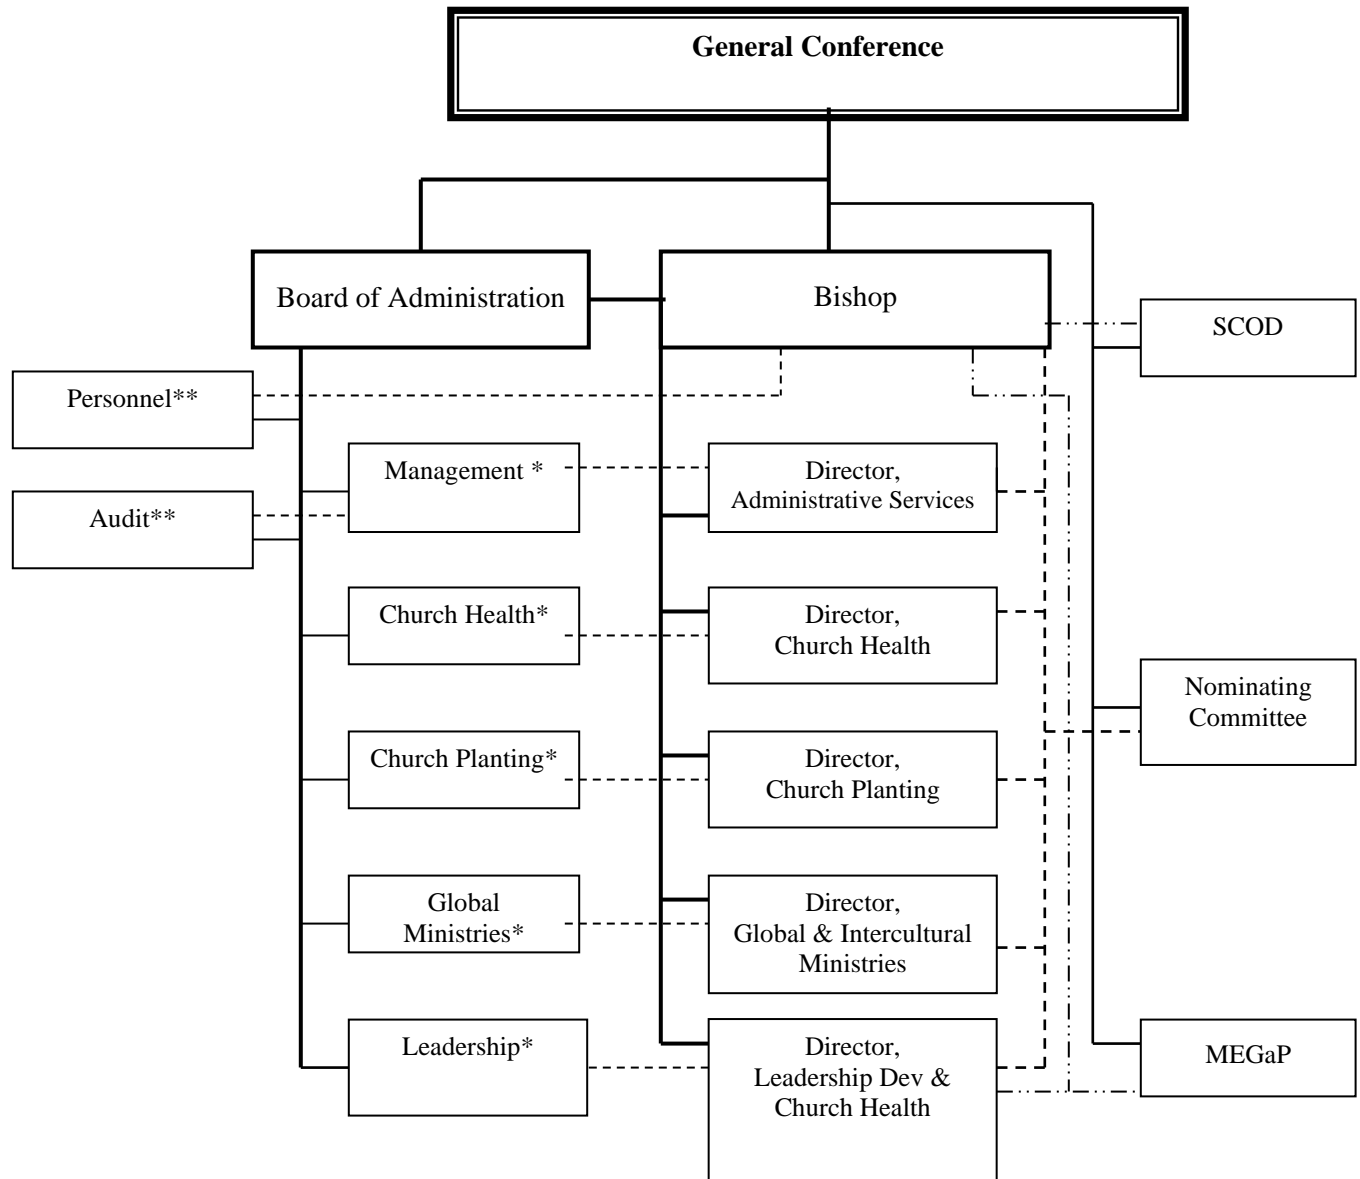 General Conference
Board of Administration
Bishop
SCOD
Personnel**
Management *
Director,
Administrative Services
Audit**
Church Health*
Director,
Church Health
Nominating
Committee
Church Planting*
Director,
Church Planting
Global
Ministries*
Director,
Global & Intercultural
Ministries
Leadership*
Director,
Leadership Dev &
Church Health
MEGaP